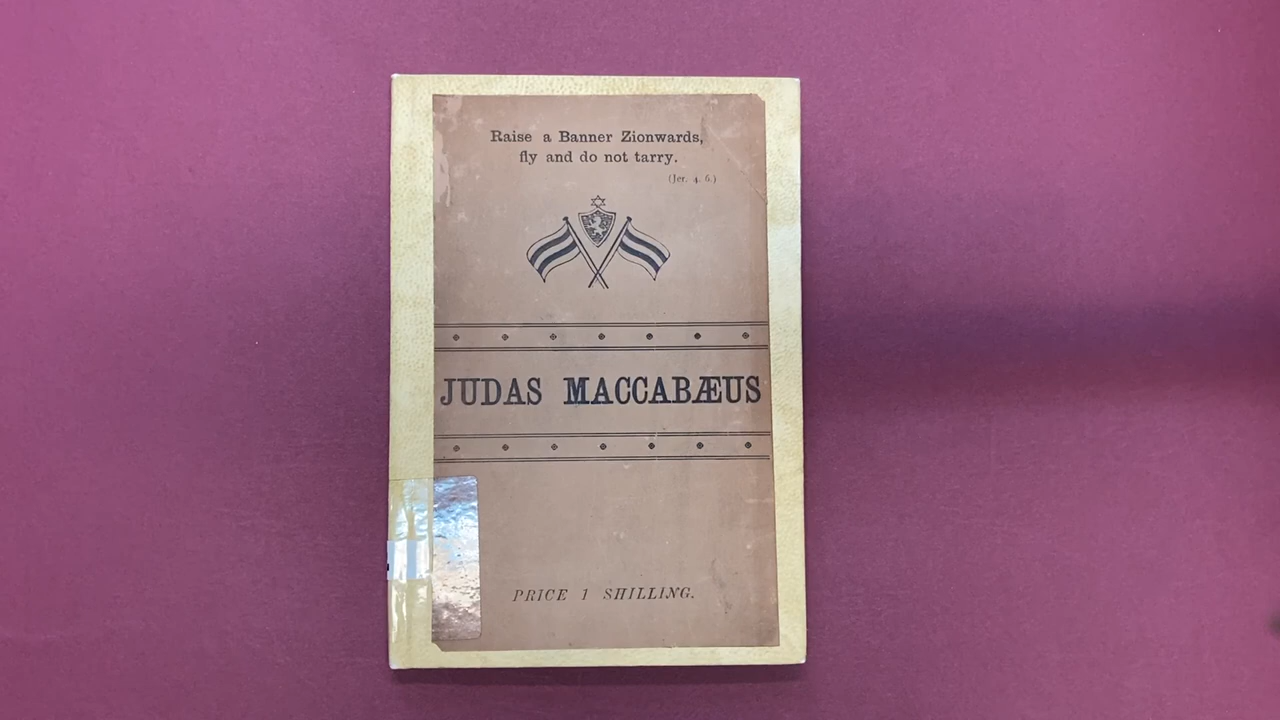 Raise a Banner Zionwards,
fly and do not tarry.
(Jer. 4. 6.)
JUDAS MACCABÆUS
PRICE 1 SHILLING.